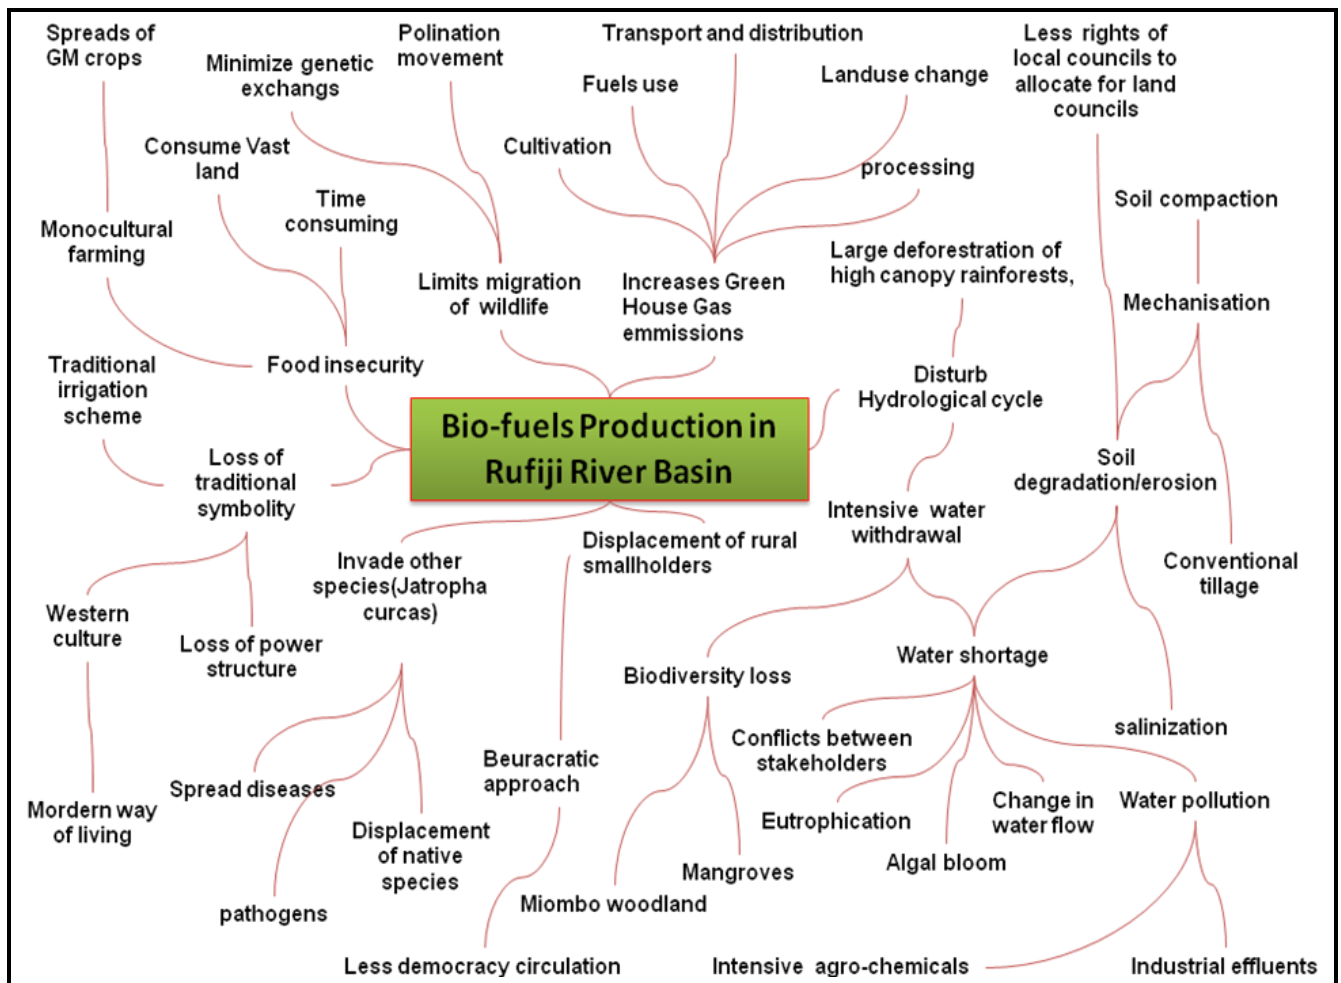 Spreads of
GM crops
Minimize genetic
exchangs
Polination
movement
Transport and distribution
Fuels use
Landuse change
Less rights of
local councils to
allocate for land
councils
Consume Vast
land
Cultivation
processing
Time
consuming
Soil compaction
Monocultural
farming
Limits migration
of wildlife
Increases Green
House Gas
emmissions
Large deforestration of
high canopy rainforests,
Mechanisation
Traditional
irrigation
scheme
Food insecurity
Disturb
Hydrological cycle
Bio-fuels Production in
Rufiji River Basin
Loss of
traditional
symbolity
Soil
degradation/erosion
Intensive water
withdrawal
Invade other
species(Jatropha
curcas)
Displacement of rural
smallholders
Conventional
tillage
Western
culture
Loss of power
structure
Biodiversity loss
Water shortage
salinization
Mordern way
of living
Spread diseases
Beuracratic
approach
Conflicts between
stakeholders
Eutrophication
Change in
water flow
Water pollution
Displacement
of native
species
Mangroves
Algal bloom
pathogens
Miombo woodland
Less democracy circulation
Intensive agro-chemicals
Industrial effluents